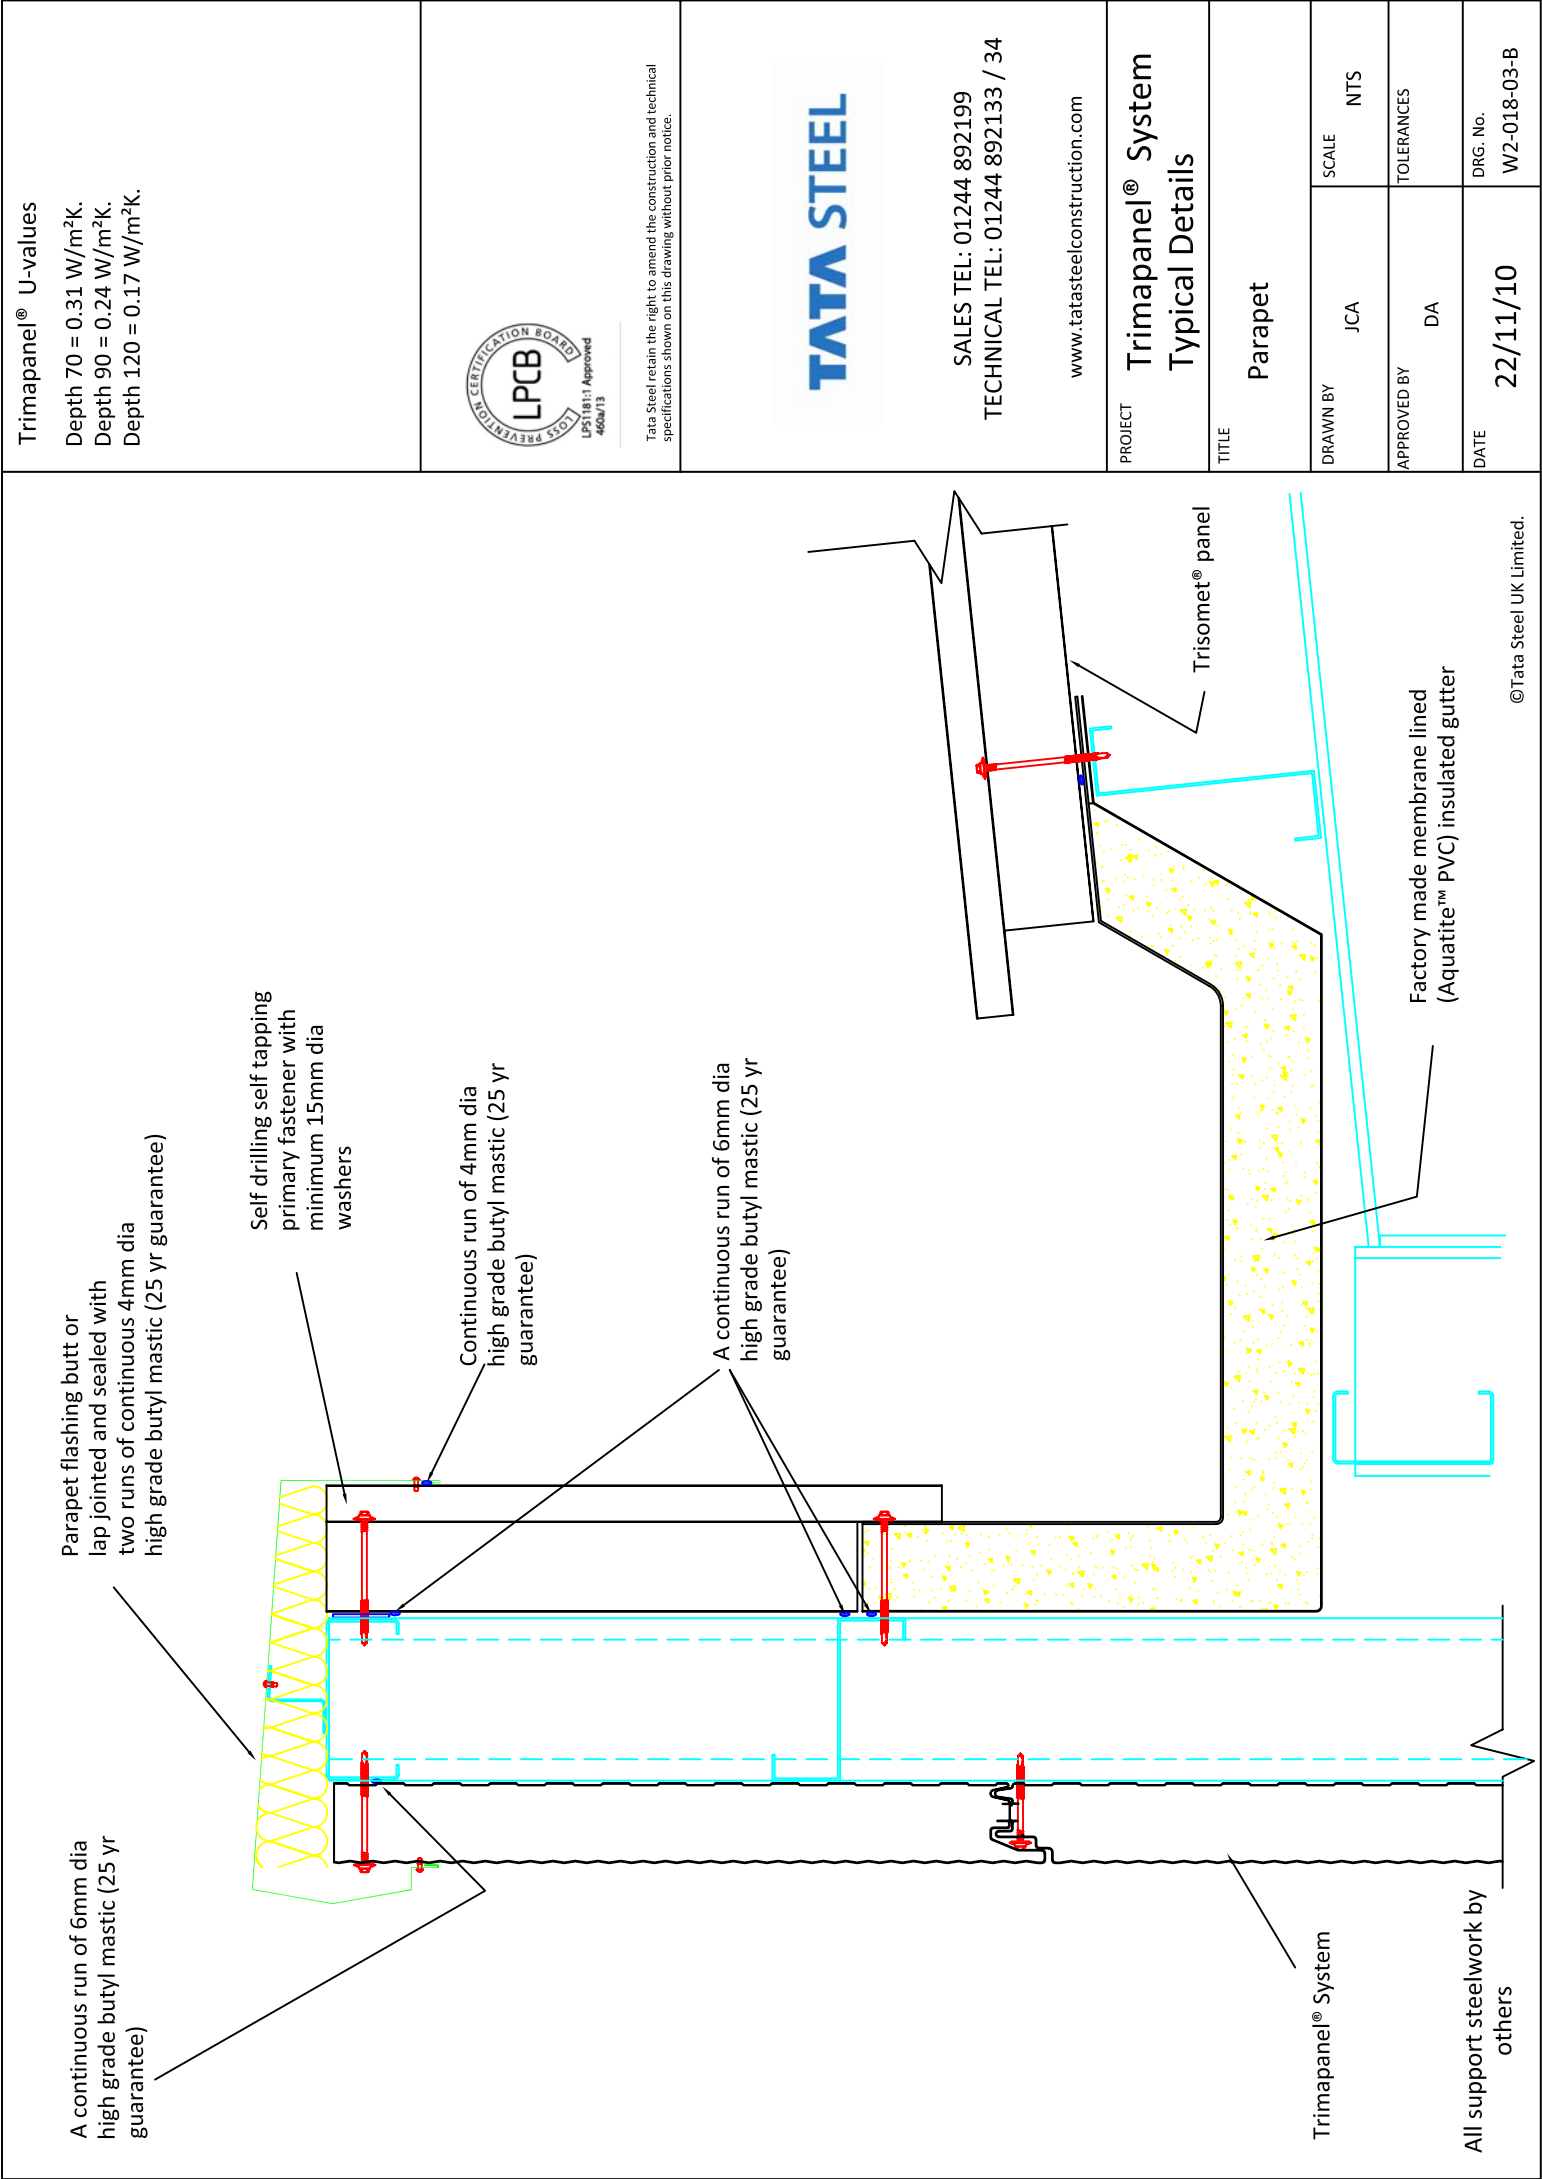 A continuous run of 6mm dia
high grade butyl mastic (25 yr
guarantee)
Parapet flashing butt or
lap jointed and sealed with
two runs of continuous 4mm dia
high grade butyl mastic (25 yr guarantee)
Self drilling self tapping
primary fastener with
minimum 15mm dia
washers
Continuous run of 4mm dia
high grade butyl mastic (25 yr
guarantee)
A continuous run of 6mm dia
high grade butyl mastic (25 yr
guarantee)
Trisomet® panel
Factory made membrane lined
(Aquatite™ PVC) insulated gutter
Trimapanel® System
All support steelwork by
others
©Tata Steel UK Limited.
Trimapanel® U-values
Depth 70 = 0.31 W/m²K.
Depth 90 = 0.24 W/m²K.
Depth 120 = 0.17 W/m²K.
LOSS PREVENTION CERTIFICATION BOARD
LPCB
LPS1181:1 Approved
460a/13
Tata Steel retain the right to amend the construction and technical
specifications shown on this drawing without prior notice.
TATA STEEL
SALES TEL: 01244 892199
TECHNICAL TEL: 01244 892133 / 34
www.tatasteelconstruction.com
PROJECT
Trimapanel® System
Typical Details
TITLE
Parapet
DRAWN BY
JCA
SCALE
NTS
APPROVED BY
DA
TOLERANCES
DATE
22/11/10
DRG. No.
W2-018-03-B